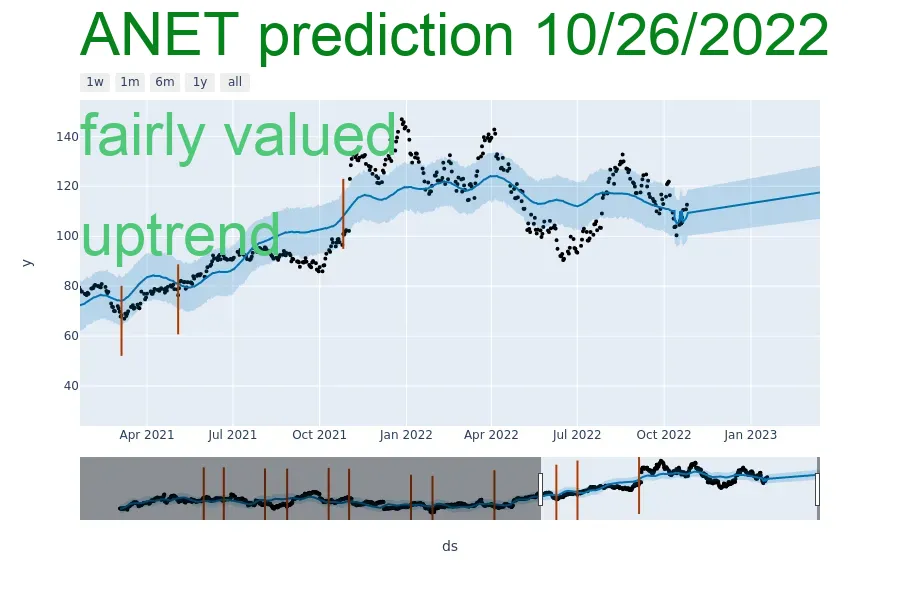 ANET prediction 10/26/2022
1w 1m 6m 1y all
fairly valued
uptrend
140
120
100
80
60
40
y
Apr 2021 Jul 2021 Oct 2021 Jan 2022 Apr 2022 Jul 2022 Oct 2022 Jan 2023
ds